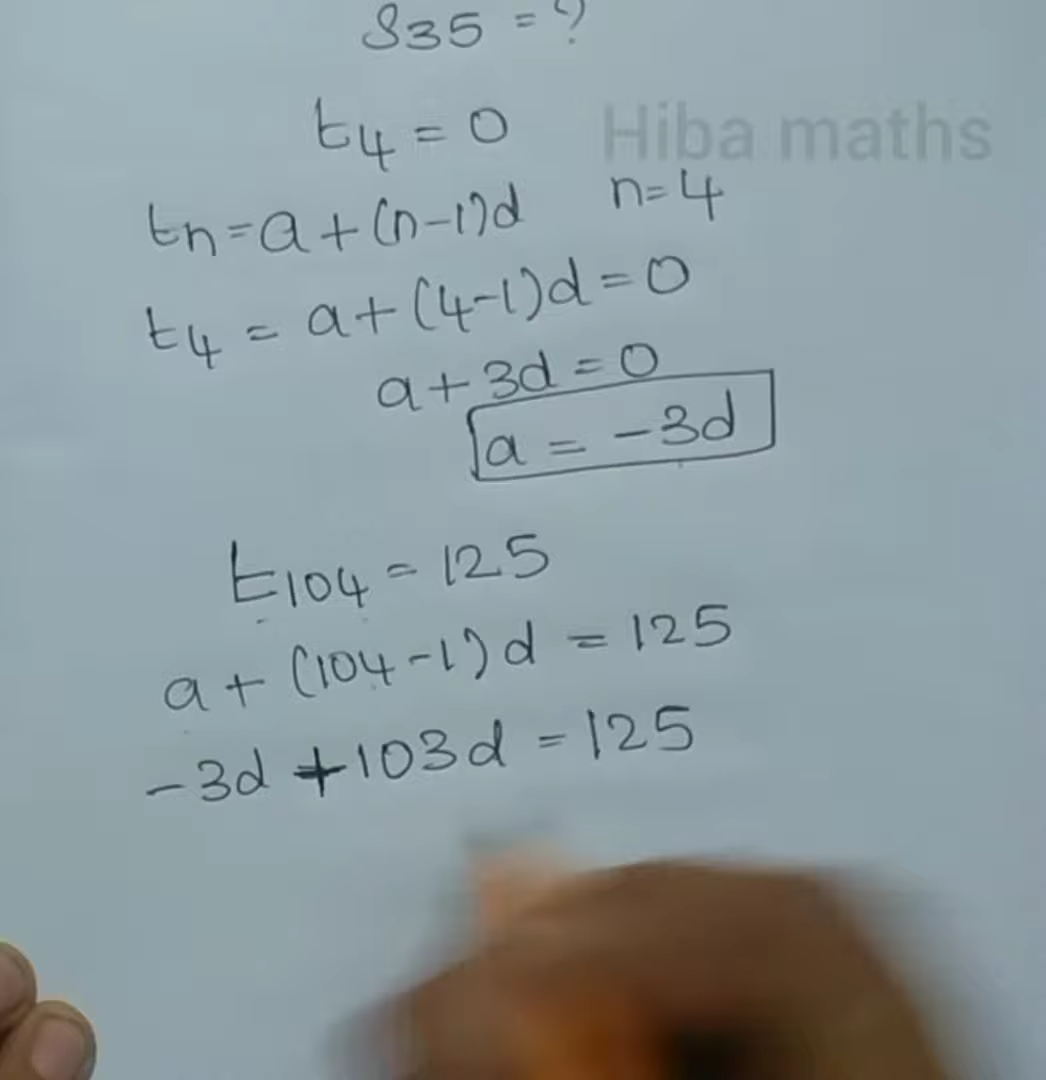 S35 = ?
t4 = 0
Hiba maths
tn = a + (n-1)d n = 4
t4 = a + (4-1)d = 0
a + 3d = 0
a = -3d
t104 = 125
a + (104-1)d = 125
-3d + 103d = 125